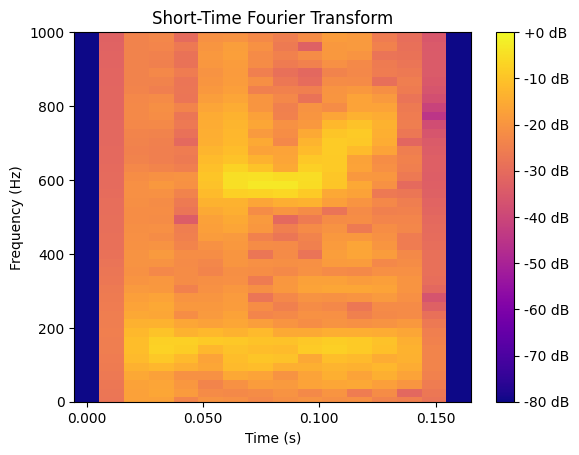 Short-Time Fourier Transform
1000
800
600
400
200
0
Frequency (Hz)
0.000
0.050
0.100
0.150
Time (s)
+0 dB
-10 dB
-20 dB
-30 dB
-40 dB
-50 dB
-60 dB
-70 dB
-80 dB